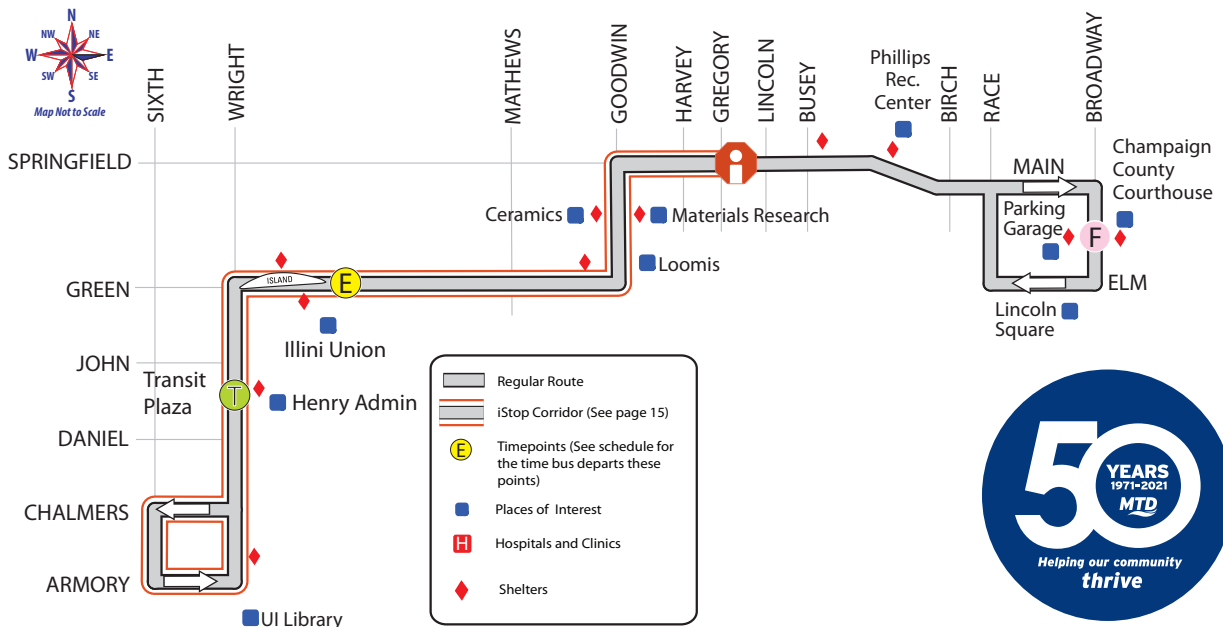 N
NW
NE
W
E
SW
SE
S
Map Not to Scale
SIXTH
WRIGHT
MATHEWS
GOODWIN
HARVEY
GREGORY
LINCOLN
BUSEY
Phillips
Rec.
Center
BIRCH
RACE
BROADWAY
SPRINGFIELD
MAIN
Champaign
County
Courthouse
Ceramics
Materials Research
Parking
Garage
F
Loomis
GREEN
ISLAND
E
ELM
Lincoln
Square
Illini Union
JOHN
Transit
Plaza
T
Henry Admin
DANIEL
CHALMERS
ARMORY
UI Library
Regular Route
iStop Corridor (See page 15)
E
Timepoints (See schedule for
the time bus departs these
points)
Places of Interest
H
Hospitals and Clinics
Shelters
50
YEARS
1971-2021
MTD
Helping our community
thrive